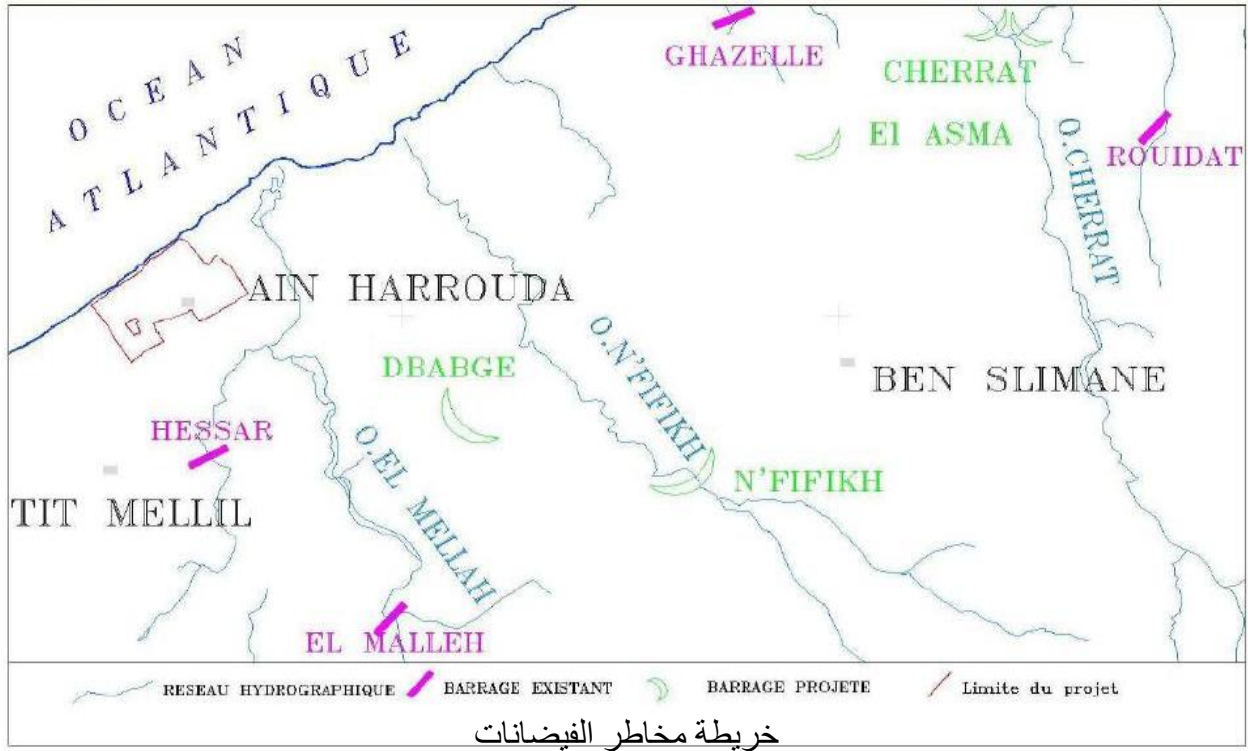 OCEAN
ATLANTIQUE
GHAZELLE
CHERRAT
El ASMA
ROUIDAT
O.CHERRAT
AIN HARROUDA
O.N'FIFIKH
DBABGE
BEN SLIMANE
HESSAR
O.EL MELLAH
N'FIFIKH
TIT MELLIL
EL MALLEH
RESEAU HYDROGRAPHIQUE BARRAGE EXISTANT BARRAGE PROJETE Limite du projet
خريطة مخاطر الفيضانات